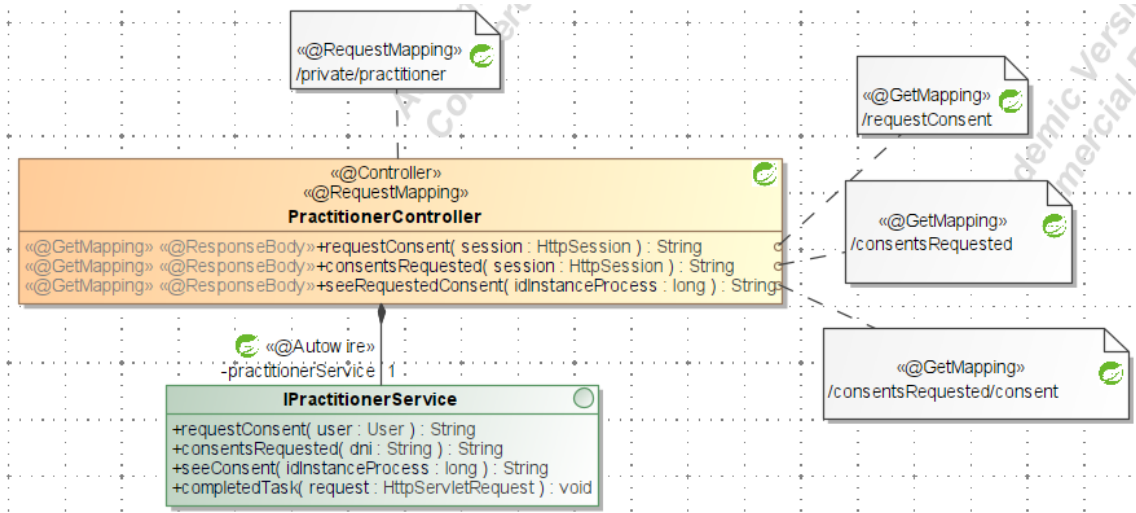 «@RequestMapping»
/private/practitioner
«@GetMapping»
/requestConsent
«@Controller»
«@RequestMapping»
PractitionerController
«@GetMapping» «@ResponseBody»+requestConsent( session : HttpSession ) : String
«@GetMapping» «@ResponseBody»+consentsRequested( session : HttpSession ) : String
«@GetMapping» «@ResponseBody»+seeRequestedConsent( idInstanceProcess : long ) : String
«@GetMapping»
/consentsRequested
«@GetMapping»
/consentsRequested/consent
«@Autowire»
-practitionerService 1
IPractitionerService
+requestConsent( user : User ) : String
+consentsRequested( dni : String ) : String
+seeConsent( idInstanceProcess : long ) : String
+completedTask( request : HttpServletRequest ) : void